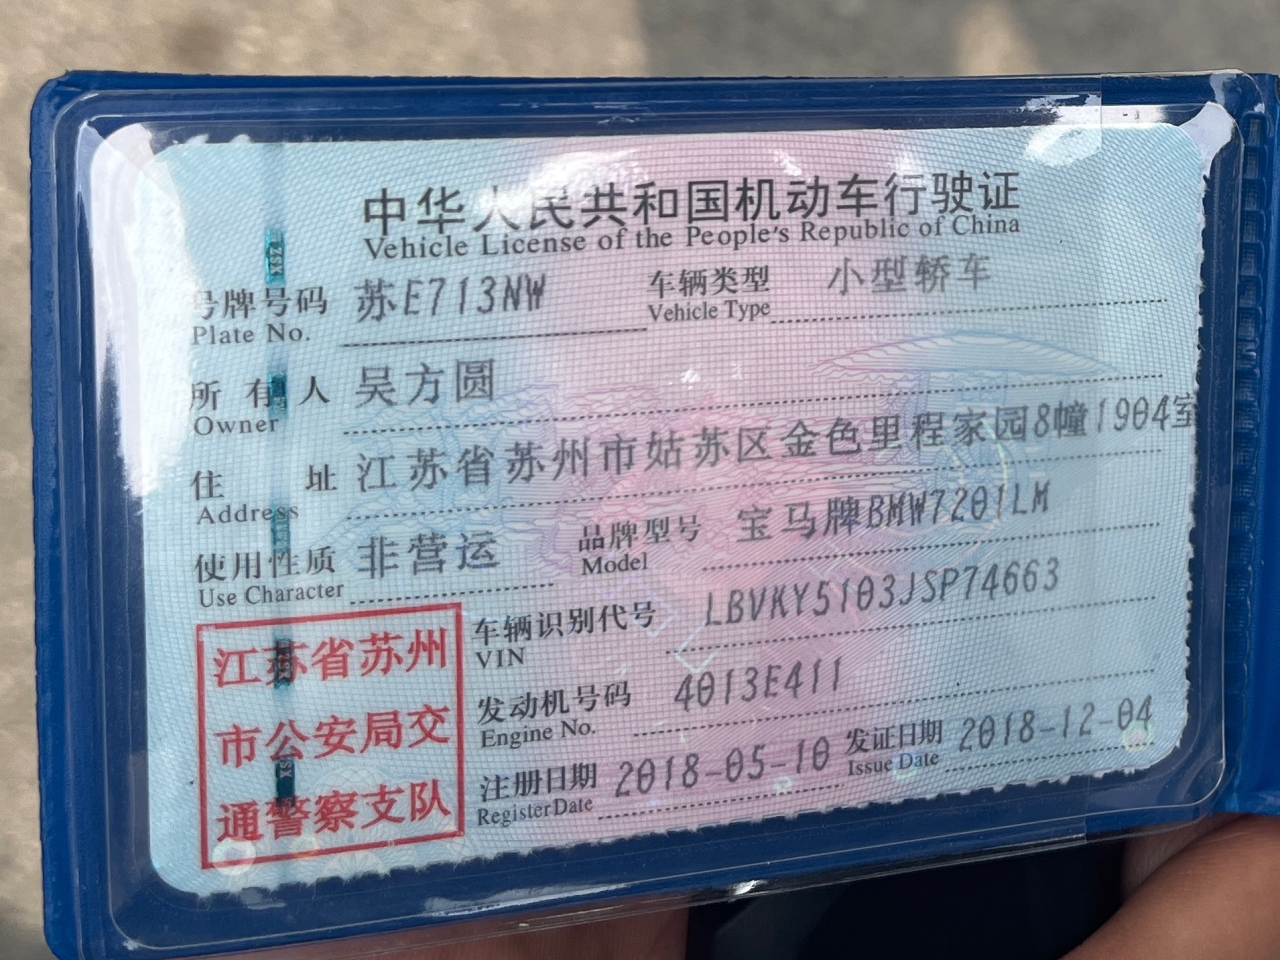 中华人民共和国机动车行驶证
Vehicle License of the People's Republic of China
号牌号码 苏E713NW 车辆类型 小型轿车
Plate No. Vehicle Type
所有人 吴方圆
Owner
住址 江苏省苏州市姑苏区金色里程家园8幢1904室
Address
使用性质 非营运 品牌型号 宝马牌BMW7201LM
Use Character Model
江苏省苏州
市公安局交
通警察支队
车辆识别代号 LBVKY5103JSP74663
VIN
发动机号码 4013E411
Engine No.
注册日期 2018-05-10 发证日期 2018-12-04
Register Date Issue Date